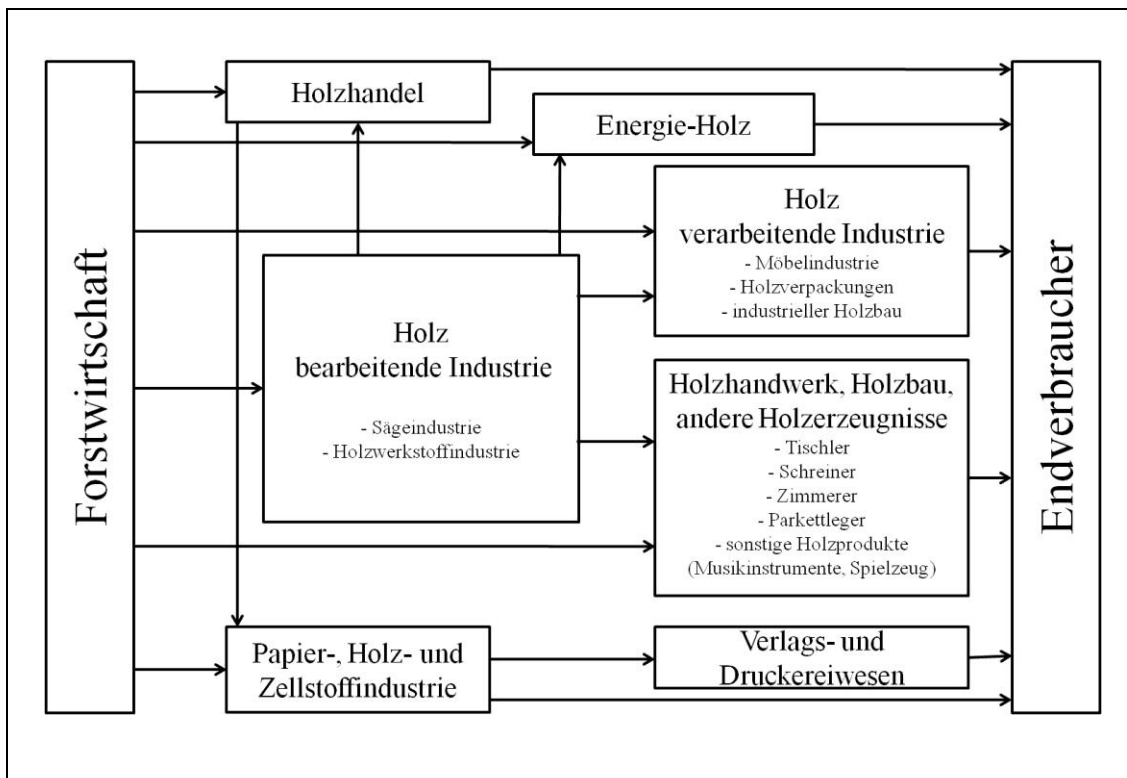 Forstwirtschaft
Holzhandel
Energie-Holz
Holz
verarbeitende Industrie
- Möbelindustrie
- Holzverpackungen
- industrieller Holzbau
Holz
bearbeitende Industrie
- Sägeindustrie
- Holzwerkstoffindustrie
Holzhandwerk, Holzbau,
andere Holzerzeugnisse
- Tischler
- Schreiner
- Zimmerer
- Parkettleger
- sonstige Holzprodukte
(Musikinstrumente, Spielzeug)
Papier-, Holz- und
Zellstoffindustrie
Verlags- und
Druckereiwesen
Endverbraucher